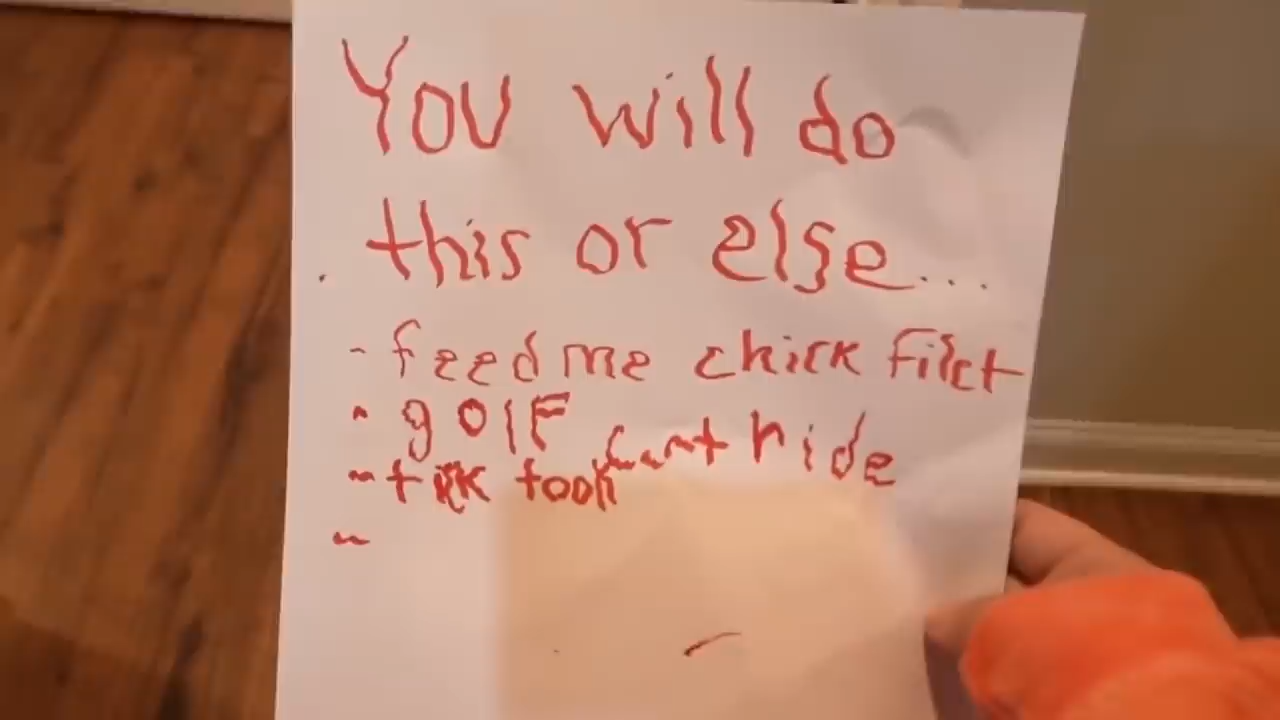 You will do
this or else...
- feed me chick filet
- golf cart ride
- tik took
-